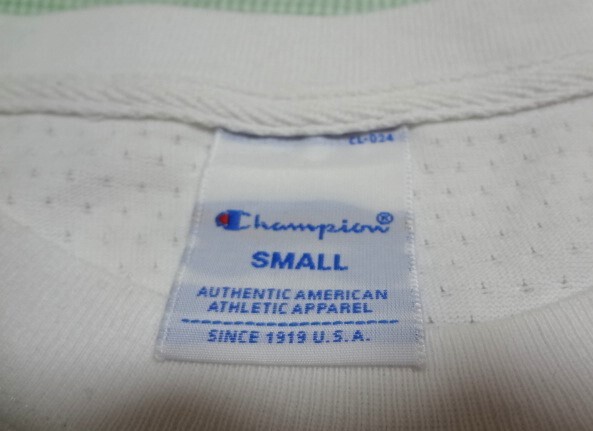 CL-024
Champion®
SMALL
AUTHENTIC AMERICAN
ATHLETIC APPAREL
SINCE 1919 U.S.A.